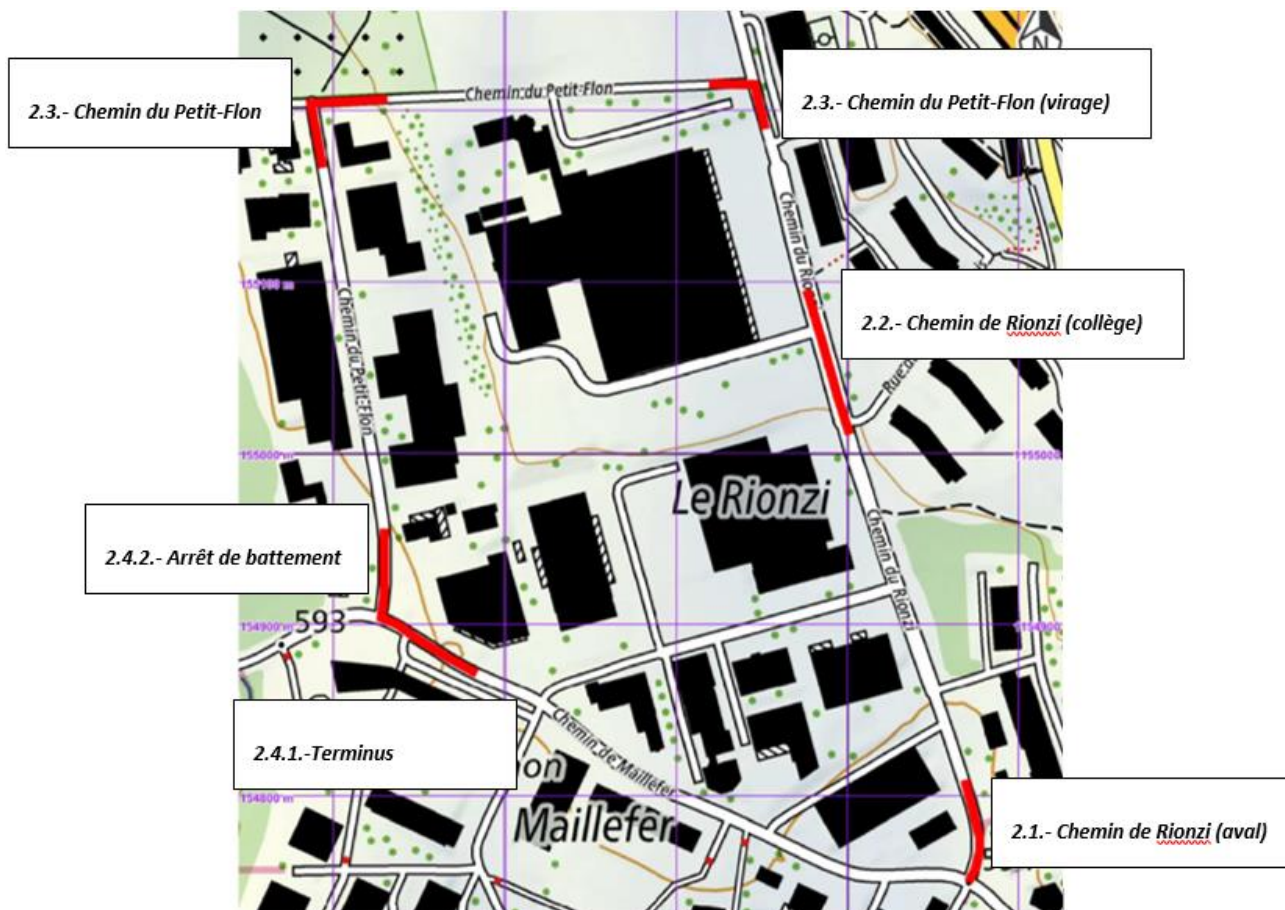 N
2.3.- Chemin du Petit-Flon
Chemin du Petit-Flon
2.3.- Chemin du Petit-Flon (virage)
Chemin du
2.2.- Chemin de Rionzi (collège)
Chemin du Petit-Flon
Rue
155000 m
155000
Le Rionzi
Chemin du Rionzi
2.4.2.- Arrêt de battement
593
154900 m
2.4.1.-Terminus
Chemin de Maillefer
154800 m
Maillefer
2.1.- Chemin de Rionzi (aval)